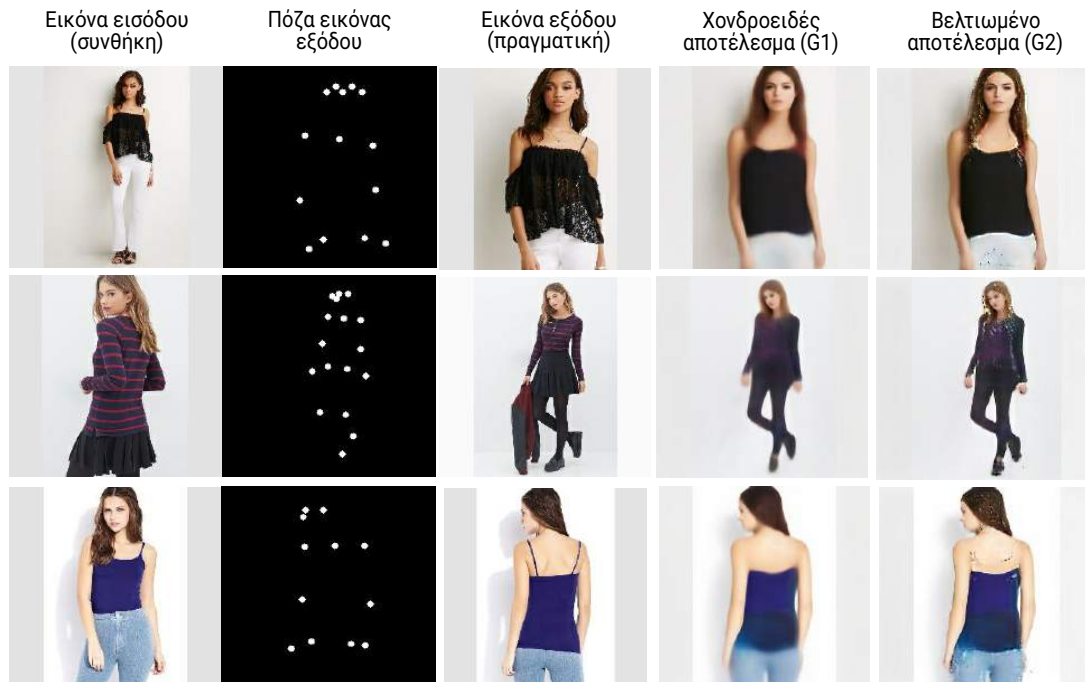 Εικόνα εισόδου
(συνθήκη)
Πόζα εικόνας
εξόδου
Εικόνα εξόδου
(πραγματική)
Χονδροειδές
αποτέλεσμα (G1)
Βελτιωμένο
αποτέλεσμα (G2)